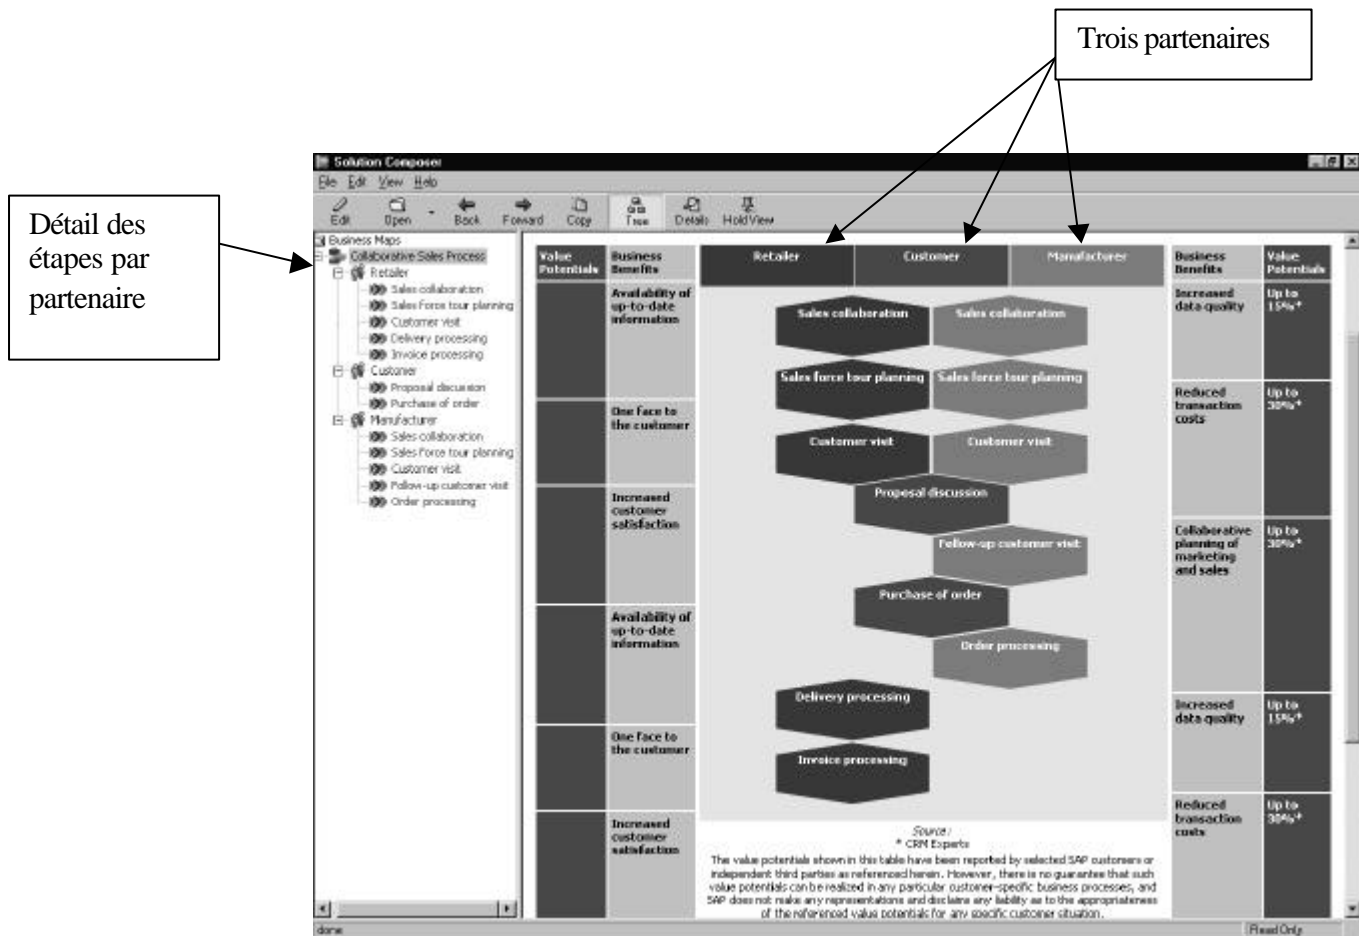 Trois partenaires
Détail des
étapes par
partenaire
Solution Composer
File Edit View Help
Edit Open Back Forward Copy Tree Details Hold View
Business Maps
Collaborative Sales Process
Retailer
Sales collaboration
Sales Force tour planning
Customer visit
Delivery processing
Invoice processing
Customer
Proposal discussion
Purchase of order
Manufacturer
Sales collaboration
Sales Force tour planning
Customer visit
Follow-up customer visit
Order processing
Value
Potentials
Business
Benefits
Availability of
up-to-date
information
One face to
the customer
Increased
customer
satisfaction
Availability of
up-to-date
information
One face to
the customer
Increased
customer
satisfaction
Retailer Customer Manufacturer
Sales collaboration Sales collaboration
Sales force tour planning Sales force tour planning
Customer visit Customer visit
Proposal discussion
Follow-up customer visit
Purchase of order
Order processing
Delivery processing
Invoice processing
Source:
* CRM Experts
The value potentials shown in this table have been reported by selected SAP customers or
independent third parties as referenced herein. However, there is no guarantee that such
value potentials can be realized in any particular customer-specific business processes, and
SAP does not make any representations and disclaims any liability as to the appropriateness
of the referenced value potentials for any specific customer situation.
Business
Benefits
Value
Potentials
Increased
data quality
Up to
15%*
Reduced
transaction
costs
Up to
30%*
Collaborative
planning of
marketing
and sales
Up to
30%*
Increased
data quality
Up to
15%*
Reduced
transaction
costs
Up to
30%*
done
Read Only